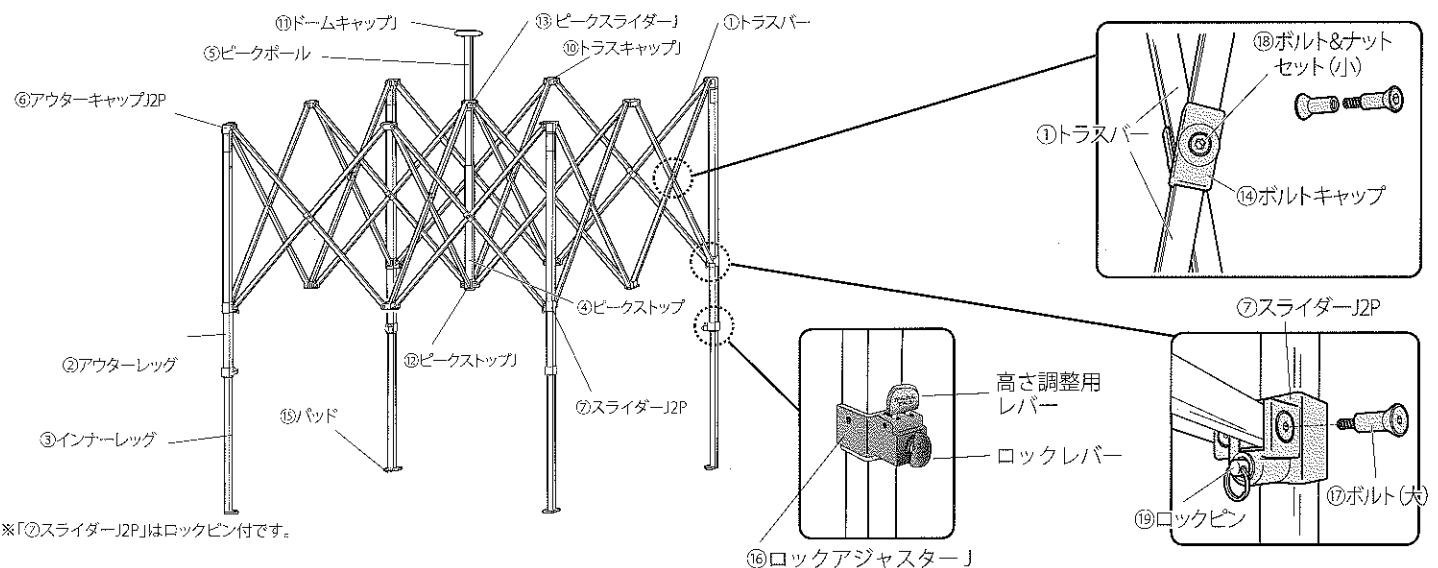 ⑪ドームキャップJ
⑤ピークポール
⑬ピークスライダーJ
⑩トラスキャップJ
①トラスバー
⑥アウターキャップJ2P
②アウターレッグ
③インナーレッグ
⑮パッド
⑫ピークストップJ
④ピークストップ
⑦スライダーJ2P
※「⑦スライダーJ2P」はロックピン付です。
⑱ボルト&ナット
セット(小)
①トラスバー
⑭ボルトキャップ
高さ調整用
レバー
ロックレバー
⑯ロックアジャスターJ
⑦スライダーJ2P
⑰ボルト(大)
⑲ロックピン